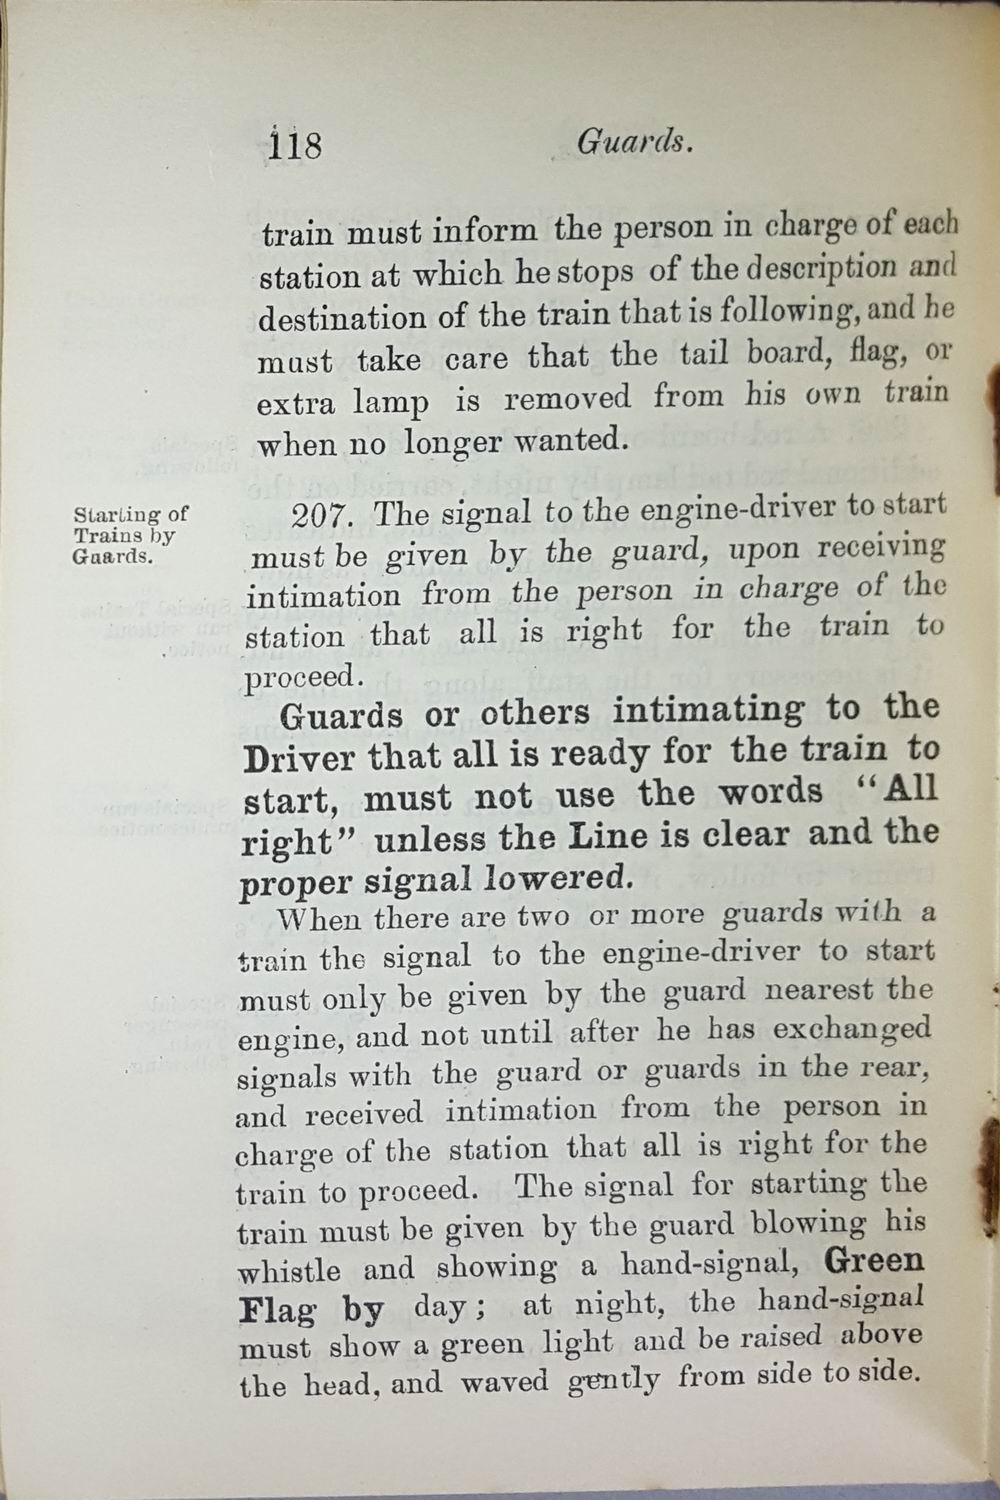 118
Guards.
train must inform the person in charge of each
station at which he stops of the description and
destination of the train that is following, and he
must take care that the tail board, flag, or
extra lamp is removed from his own train
when no longer wanted.
Starting of
Trains by
Guards.
207. The signal to the engine-driver to start
must be given by the guard, upon receiving
intimation from the person in charge of the
station that all is right for the train to
proceed.
Guards or others intimating to the
Driver that all is ready for the train to
start, must not use the words "All
right" unless the Line is clear and the
proper signal lowered.
When there are two or more guards with a
train the signal to the engine-driver to start
must only be given by the guard nearest the
engine, and not until after he has exchanged
signals with the guard or guards in the rear,
and received intimation from the person in
charge of the station that all is right for the
train to proceed. The signal for starting the
train must be given by the guard blowing his
whistle and showing a hand-signal, Green
Flag by day; at night, the hand-signal
must show a green light and be raised above
the head, and waved gently from side to side.